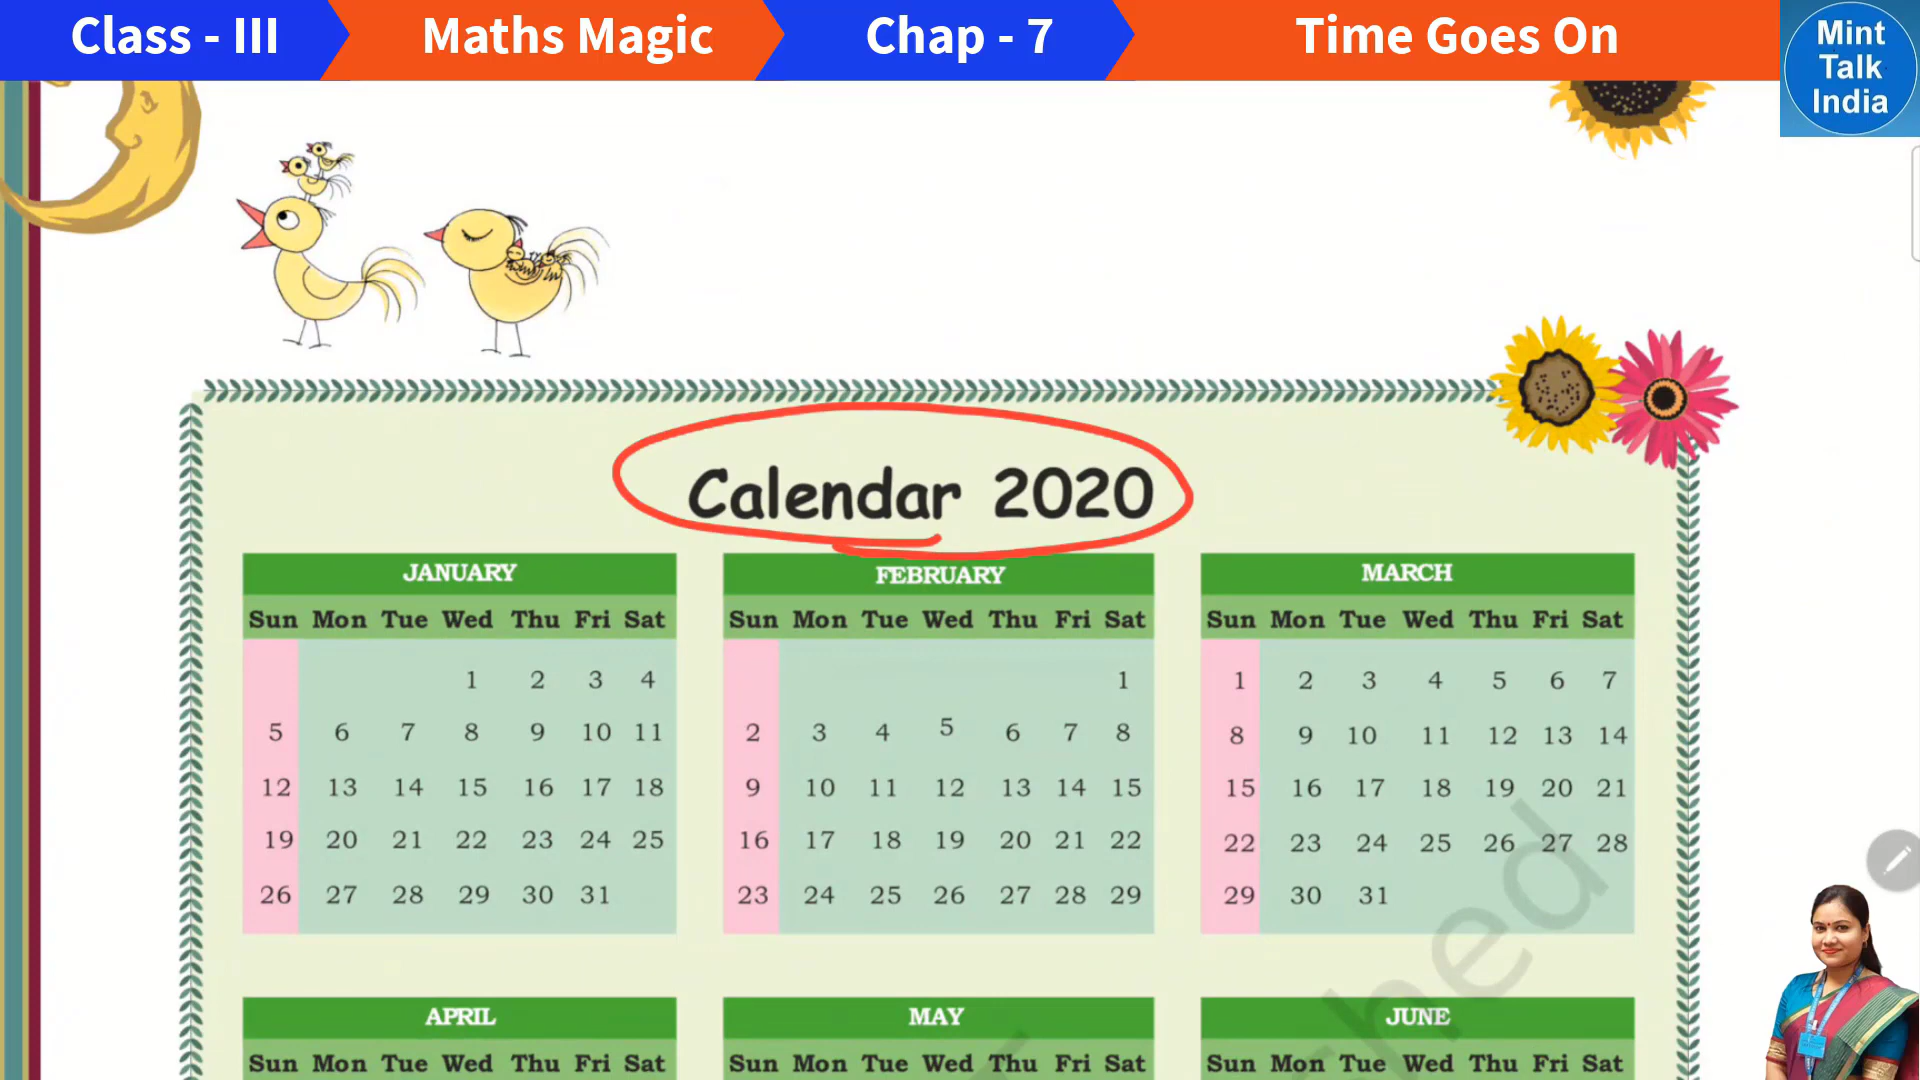 Class - III Maths Magic Chap - 7 Time Goes On
Mint
Talk
India
Calendar 2020
JANUARY
Sun Mon Tue Wed Thu Fri Sat
1 2 3 4
5 6 7 8 9 10 11
12 13 14 15 16 17 18
19 20 21 22 23 24 25
26 27 28 29 30 31
FEBRUARY
Sun Mon Tue Wed Thu Fri Sat
1
2 3 4 5 6 7 8
9 10 11 12 13 14 15
16 17 18 19 20 21 22
23 24 25 26 27 28 29
MARCH
Sun Mon Tue Wed Thu Fri Sat
1 2 3 4 5 6 7
8 9 10 11 12 13 14
15 16 17 18 19 20 21
22 23 24 25 26 27 28
29 30 31
APRIL
Sun Mon Tue Wed Thu Fri Sat
MAY
Sun Mon Tue Wed Thu Fri Sat
JUNE
Sun Mon Tue Wed Thu Fri Sat